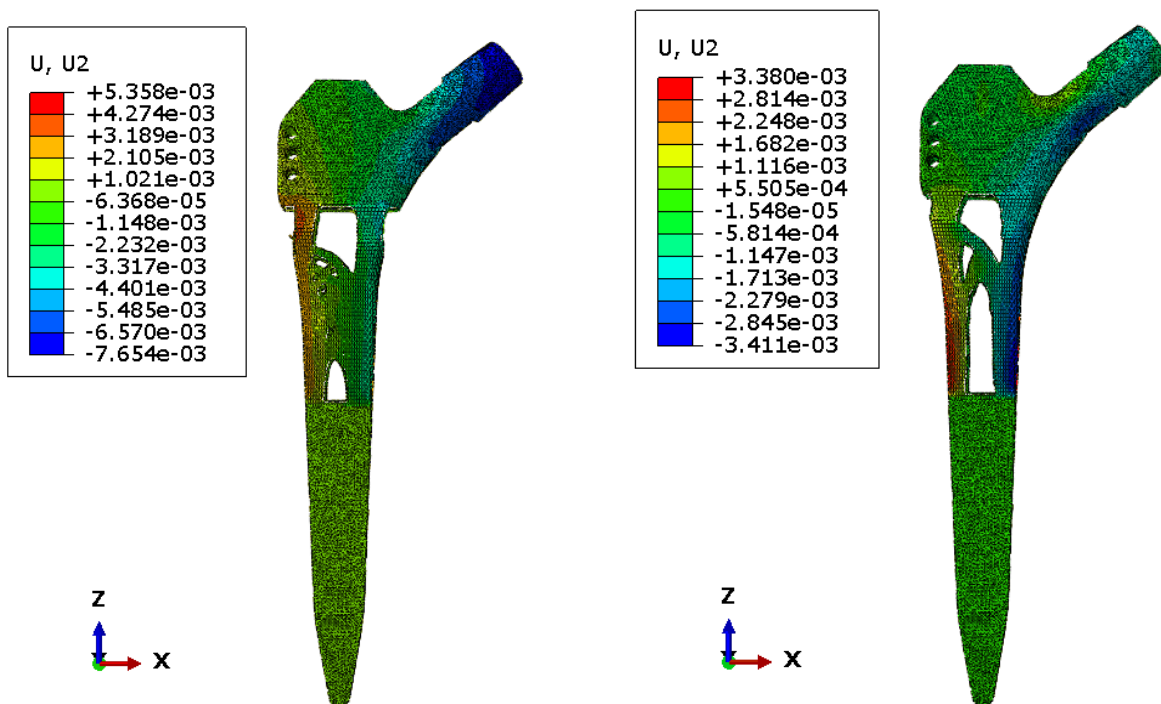 U, U2
+5.358e-03
+4.274e-03
+3.189e-03
+2.105e-03
+1.021e-03
-6.368e-05
-1.148e-03
-2.232e-03
-3.317e-03
-4.401e-03
-5.485e-03
-6.570e-03
-7.654e-03
Z
X
U, U2
+3.380e-03
+2.814e-03
+2.248e-03
+1.682e-03
+1.116e-03
+5.505e-04
-1.548e-05
-5.814e-04
-1.147e-03
-1.713e-03
-2.279e-03
-2.845e-03
-3.411e-03
Z
X